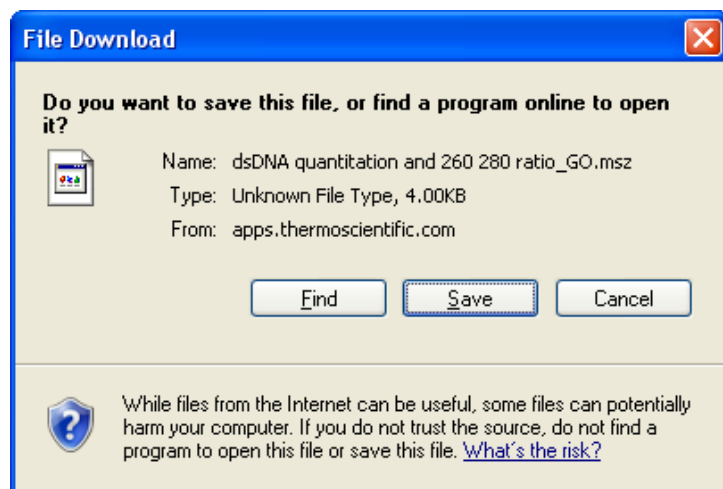 File Download
Do you want to save this file, or find a program online to open
it?
Name: dsDNA quantitation and 260 280 ratio_GO.msz
Type: Unknown File Type, 4.00KB
From: apps.thermoscientific.com
Find Save Cancel
While files from the Internet can be useful, some files can potentially
harm your computer. If you do not trust the source, do not find a
program to open this file or save this file. What's the risk?